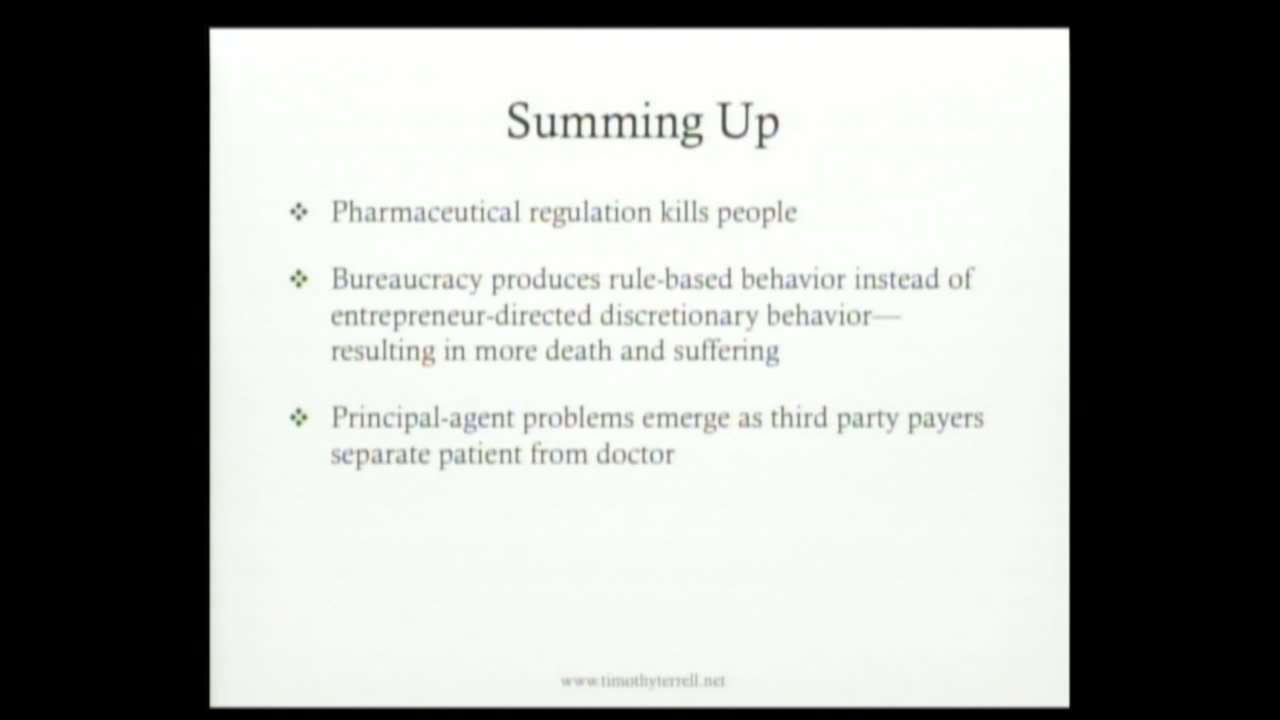 Summing Up
Pharmaceutical regulation kills people
Bureaucracy produces rule-based behavior instead of
entrepreneur-directed discretionary behavior—
resulting in more death and suffering
Principal-agent problems emerge as third party payers
separate patient from doctor
www.timothyterrell.net